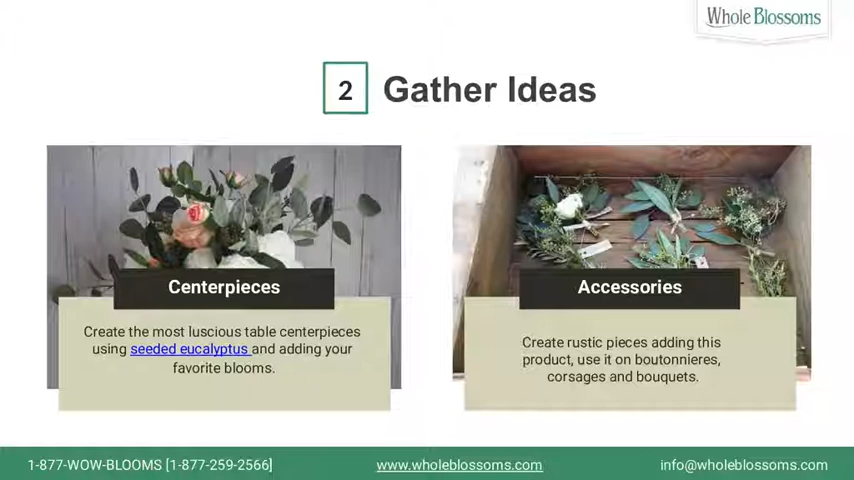 Whole Blossoms
2 Gather Ideas
Centerpieces
Create the most luscious table centerpieces
using seeded eucalyptus and adding your
favorite blooms.
Accessories
Create rustic pieces adding this
product, use it on boutonnieres,
corsages and bouquets.
1-877-WOW-BLOOMS [1-877-259-2566]
www.wholeblossoms.com
info@wholeblossoms.com